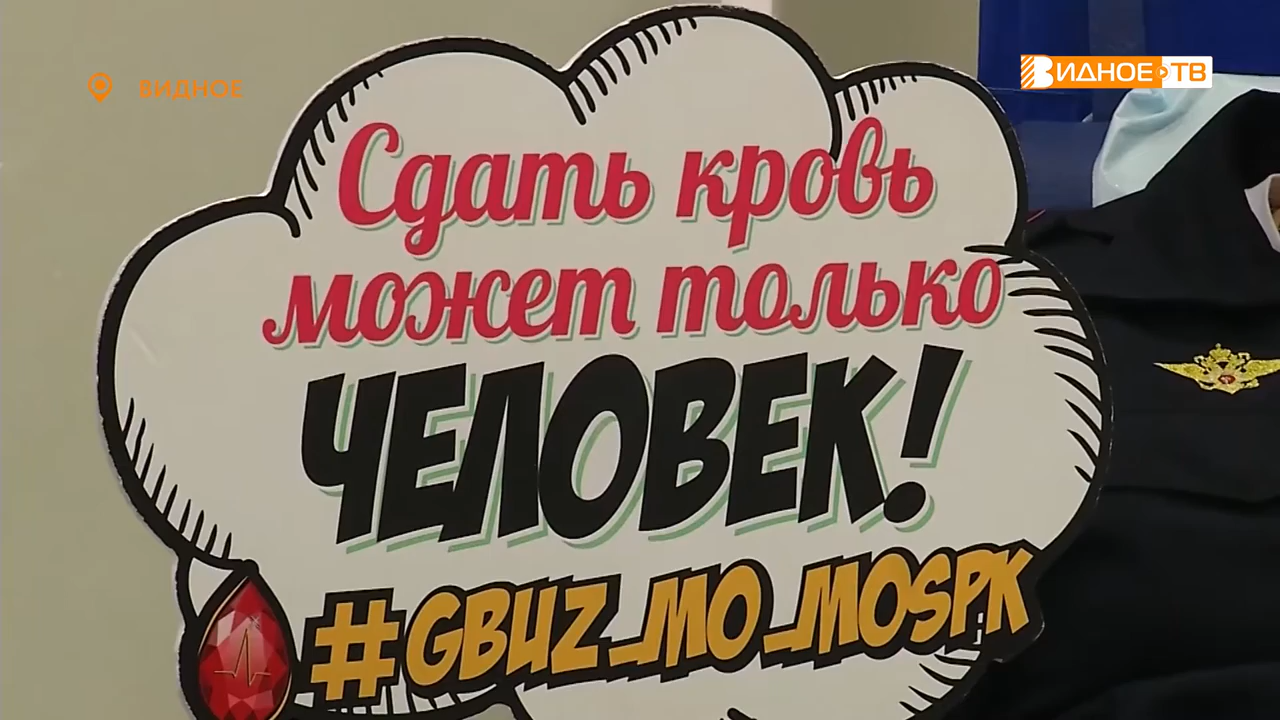 ВИДНОЕ
ВИДНОЕ ТВ
Сдать кровь
может только
ЧЕЛОВЕК!
#GBUZ_MO_MOSPK